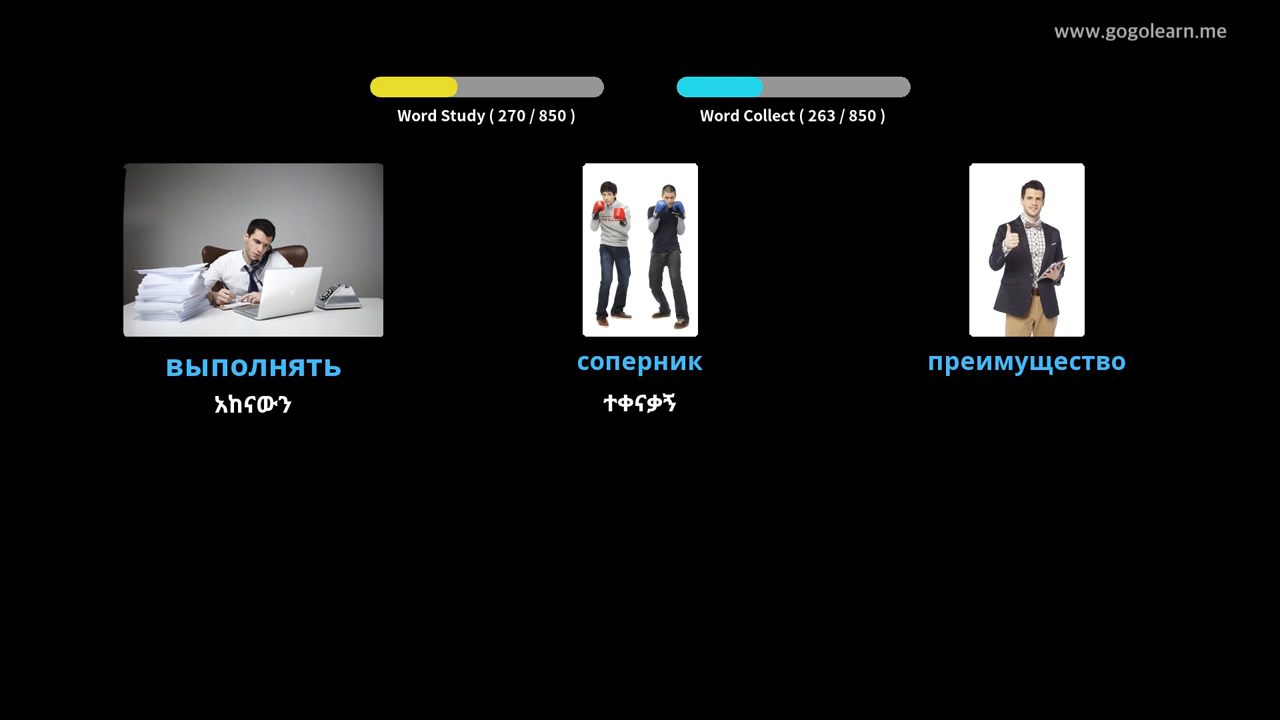 www.gogolearn.me
Word Study ( 270 / 850 )
Word Collect ( 263 / 850 )
выполнять
соперник
преимущество
አከናውን
ተቀናቃኝ